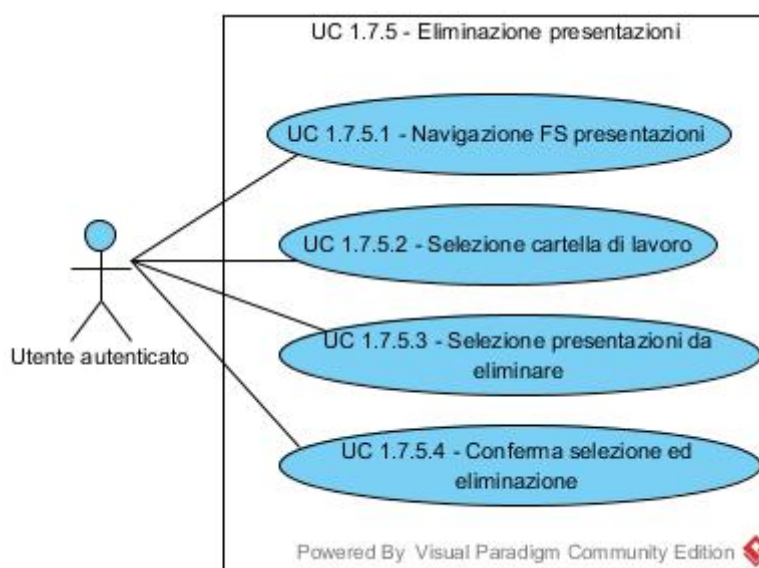 UC 1.7.5 - Eliminazione presentazioni
UC 1.7.5.1 - Navigazione FS presentazioni
UC 1.7.5.2 - Selezione cartella di lavoro
Utente autenticato
UC 1.7.5.3 - Selezione presentazioni da
eliminare
UC 1.7.5.4 - Conferma selezione ed
eliminazione
Powered By Visual Paradigm Community Edition